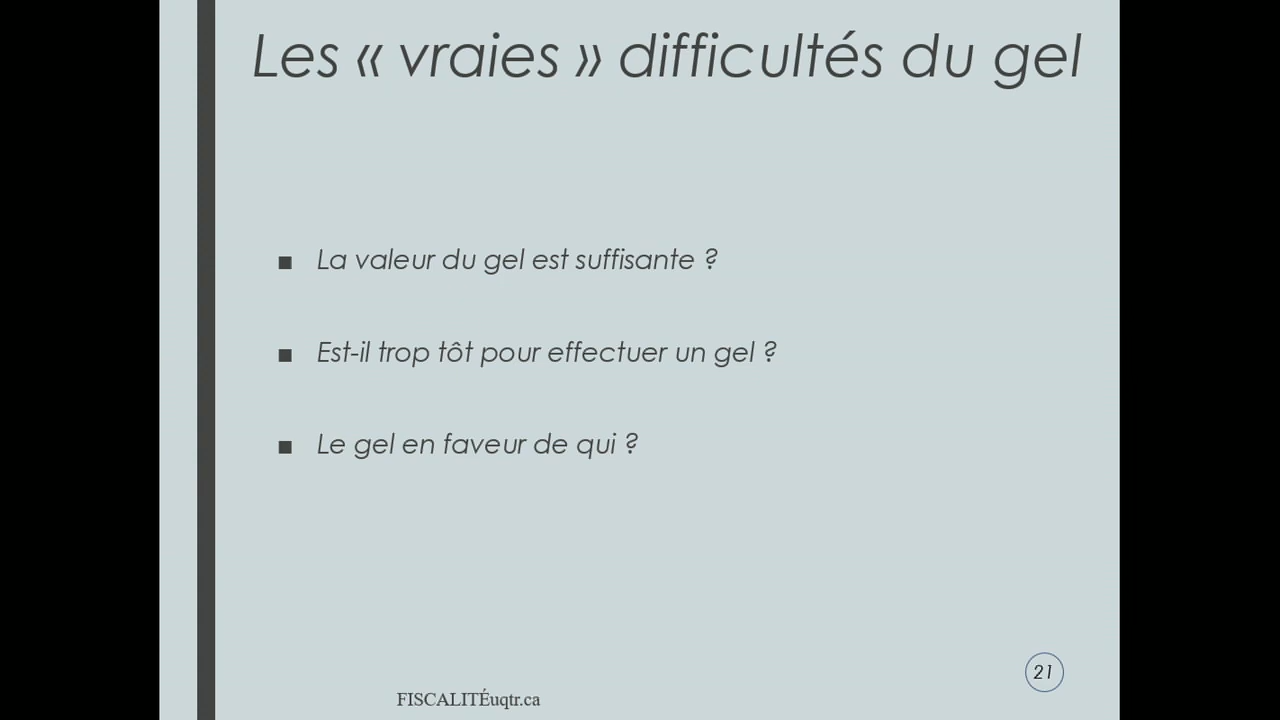 Les « vraies » difficultés du gel
■ La valeur du gel est suffisante ?
■ Est-il trop tôt pour effectuer un gel ?
■ Le gel en faveur de qui ?
21
FISCALITÉuqtr.ca